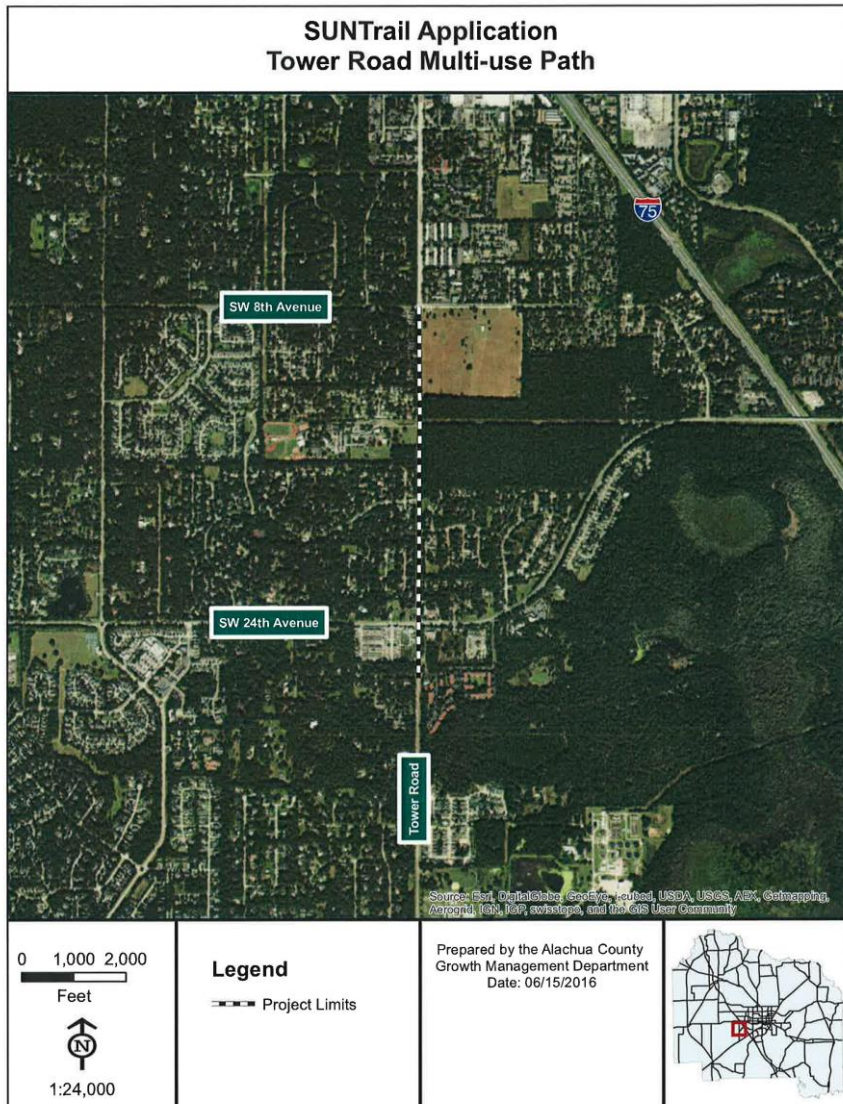 SUNTrail Application
Tower Road Multi-use Path
75
SW 8th Avenue
SW 24th Avenue
Tower Road
Source: Esri, DigitalGlobe, GeoEye, i-cubed, USDA, USGS, AEX, Getmapping,
Aerogrid, IGN, IGP, swisstopo, and the GIS User Community
0 1,000 2,000
Feet
N
1:24,000
Legend
Project Limits
Prepared by the Alachua County
Growth Management Department
Date: 06/15/2016